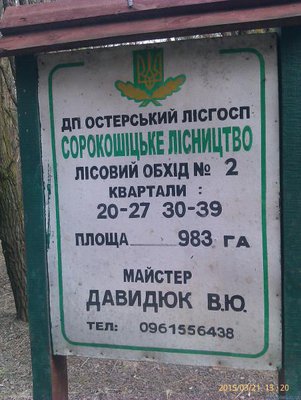 ДП ОСТЕРСЬКИЙ ЛІСГОСП
СОРОКОШІЦЬКЕ ЛІСНИЦТВО
ЛІСОВИЙ ОБХІД № 2
КВАРТАЛИ :
20-27 30-39
ПЛОЩА 983 ГА
МАЙСТЕР
ДАВИДЮК В.Ю.
ТЕЛ: 0961556438
2015/03/21 13:20